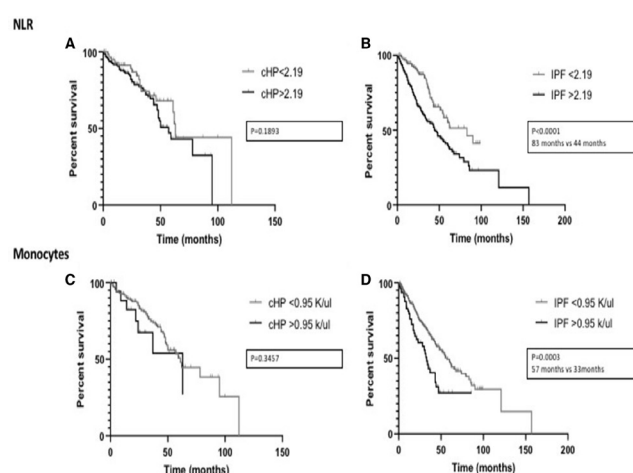 NLR
A
100
50
0
0
50
100
150
Percent survival
Time (months)
cHP<2.19
cHP>2.19
P=0.1893
B
100
50
0
0
50
100
150
200
Percent survival
Time (months)
IPF <2.19
IPF >2.19
P<0.0001
83 months vs 44 months
Monocytes
C
100
50
0
0
50
100
150
Percent survival
Time (months)
cHP <0.95 K/ul
cHP >0.95 k/ul
P=0.3457
D
100
50
0
0
50
100
150
200
Percent survival
Time (months)
IPF <0.95 K/ul
IPF >0.95 k/ul
P=0.0003
57 months vs 33months